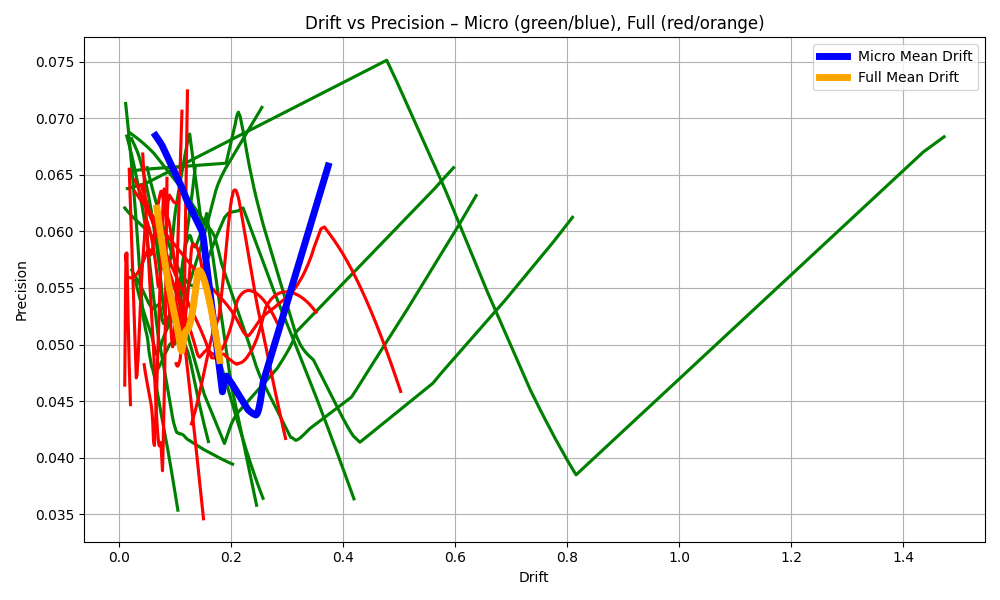 Drift vs Precision – Micro (green/blue), Full (red/orange)
Micro Mean Drift
Full Mean Drift
Precision
0.075
0.070
0.065
0.060
0.055
0.050
0.045
0.040
0.035
0.0 0.2 0.4 0.6 0.8 1.0 1.2 1.4
Drift